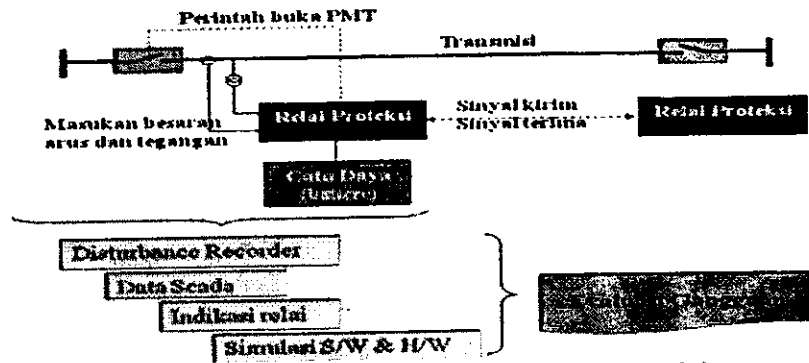 Perintah buka PMT
Transmisi
Relai Proteksi
Sinyal kirim
Sinyal terima
Relai Proteksi
Masukan besaran
arus dan tegangan
Catu Daya
(battere)
Disturbance Recorder
Data Scada
Indikasi relai
Simulasi S/W & H/W